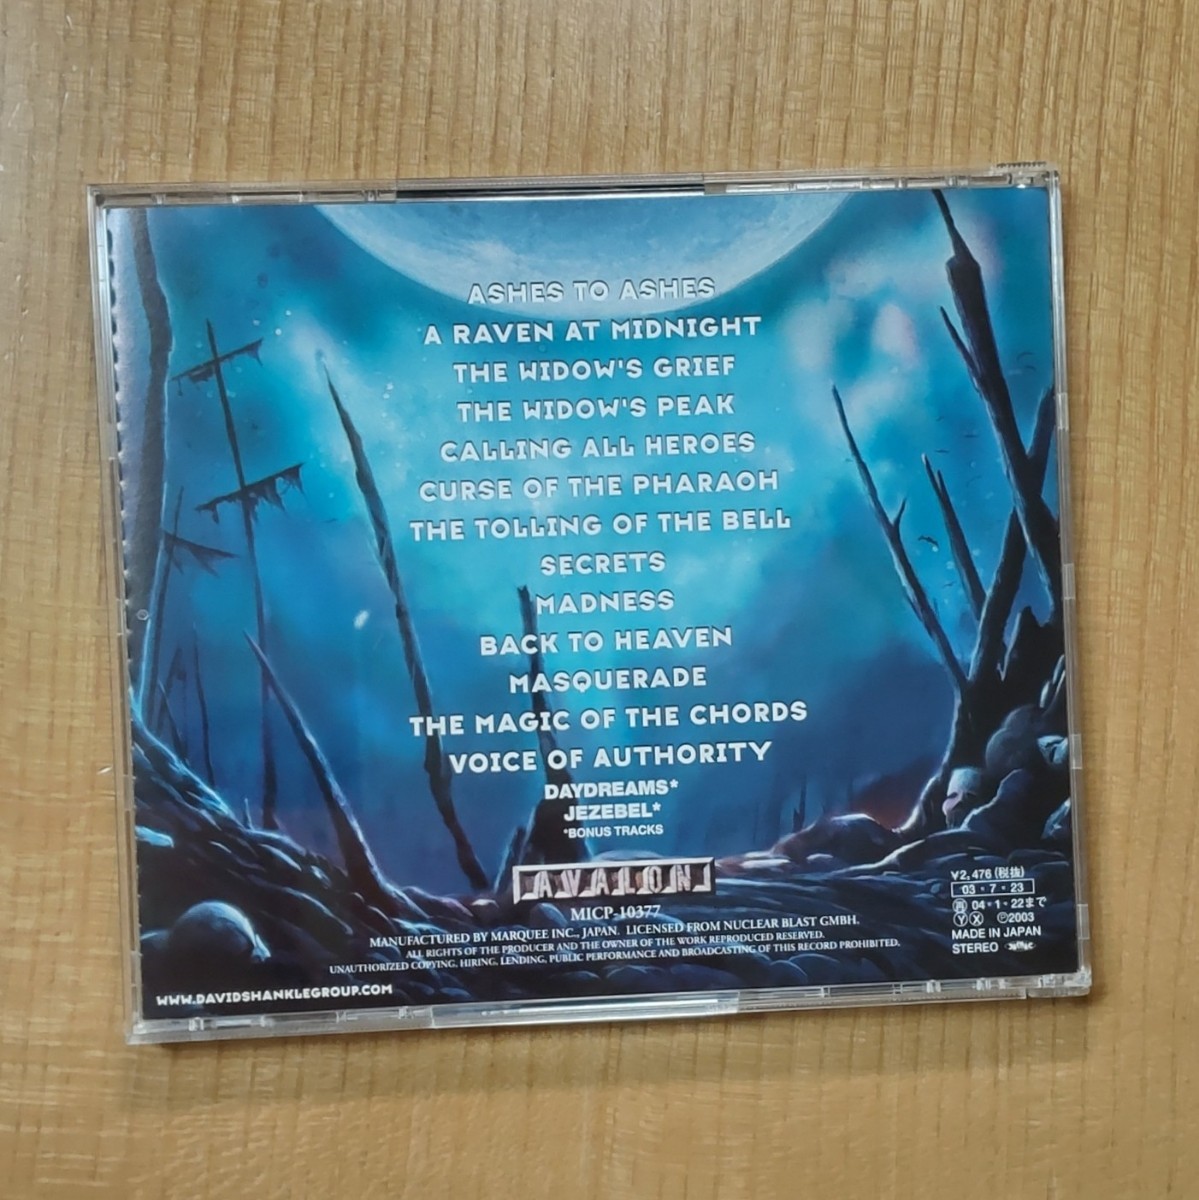 ASHES TO ASHES
A RAVEN AT MIDNIGHT
THE WIDOW'S GRIEF
THE WIDOW'S PEAK
CALLING ALL HEROES
CURSE OF THE PHARAOH
THE TOLLING OF THE BELL
SECRETS
MADNESS
BACK TO HEAVEN
MASQUERADE
THE MAGIC OF THE CHORDS
VOICE OF AUTHORITY
DAYDREAMS*
JEZEBEL*
*BONUS TRACKS
AVALON
MICP-10377
MANUFACTURED BY MARQUEE INC., JAPAN. LICENSED FROM NUCLEAR BLAST GMBH.
ALL RIGHTS OF THE PRODUCER AND THE OWNER OF THE WORK REPRODUCED RESERVED.
UNAUTHORIZED COPYING, HIRING, LENDING, PUBLIC PERFORMANCE AND BROADCASTING OF THIS RECORD PROHIBITED.
WWW.DAVIDSHANKLEGROUP.COM
¥2,476 (税抜)
03・7・23
04・1・22まで
Ⓨ Ⓧ Ⓟ2003
MADE IN JAPAN
STEREO